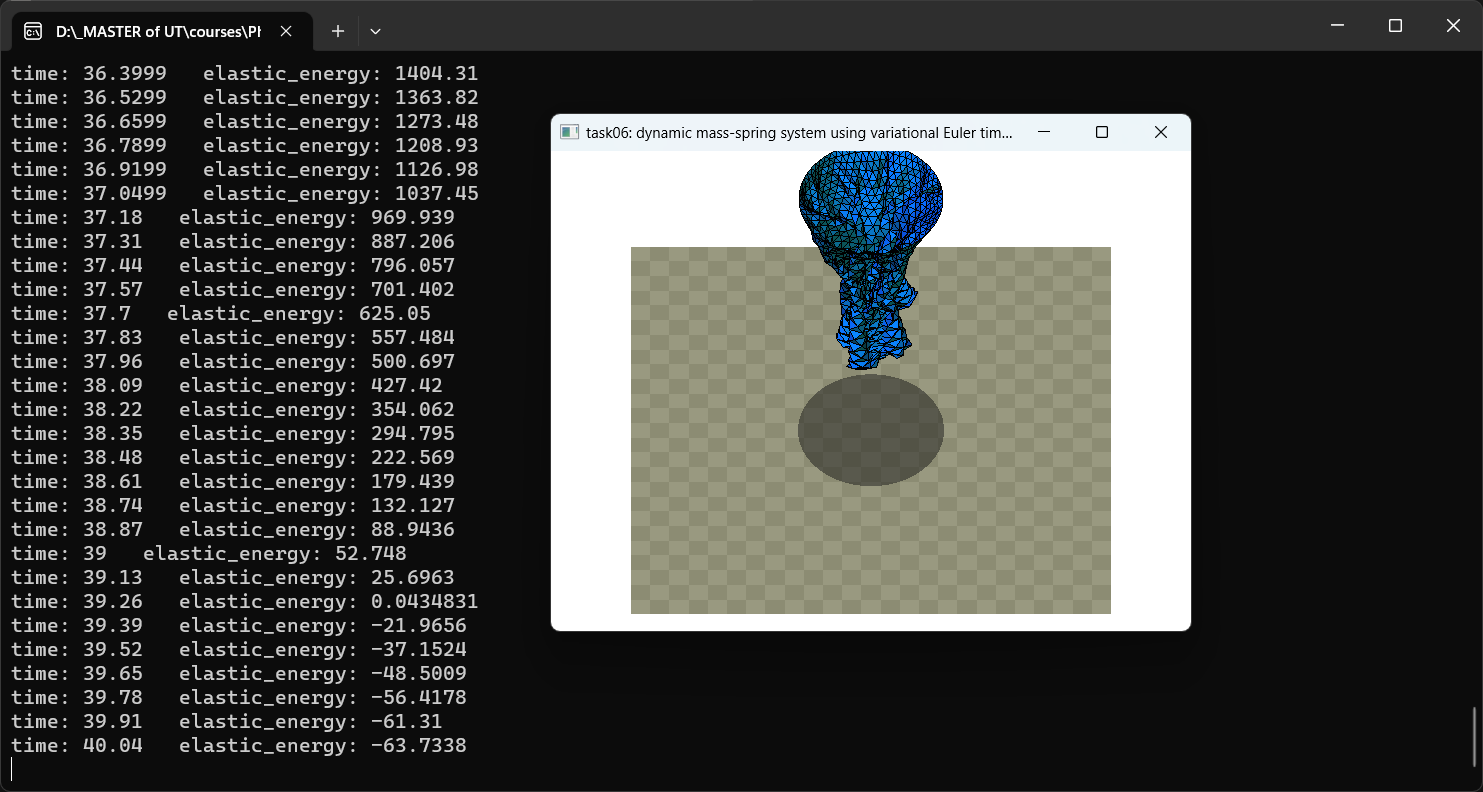 D:\_MASTER of UT\courses\Ph
time: 36.3999   elastic_energy: 1404.31
time: 36.5299   elastic_energy: 1363.82
time: 36.6599   elastic_energy: 1273.48
time: 36.7899   elastic_energy: 1208.93
time: 36.9199   elastic_energy: 1126.98
time: 37.0499   elastic_energy: 1037.45
time: 37.18   elastic_energy: 969.939
time: 37.31   elastic_energy: 887.206
time: 37.44   elastic_energy: 796.057
time: 37.57   elastic_energy: 701.402
time: 37.7   elastic_energy: 625.05
time: 37.83   elastic_energy: 557.484
time: 37.96   elastic_energy: 500.697
time: 38.09   elastic_energy: 427.42
time: 38.22   elastic_energy: 354.062
time: 38.35   elastic_energy: 294.795
time: 38.48   elastic_energy: 222.569
time: 38.61   elastic_energy: 179.439
time: 38.74   elastic_energy: 132.127
time: 38.87   elastic_energy: 88.9436
time: 39   elastic_energy: 52.748
time: 39.13   elastic_energy: 25.6963
time: 39.26   elastic_energy: 0.0434831
time: 39.39   elastic_energy: -21.9656
time: 39.52   elastic_energy: -37.1524
time: 39.65   elastic_energy: -48.5009
time: 39.78   elastic_energy: -56.4178
time: 39.91   elastic_energy: -61.31
time: 40.04   elastic_energy: -63.7338
task06: dynamic mass-spring system using variational Euler tim...